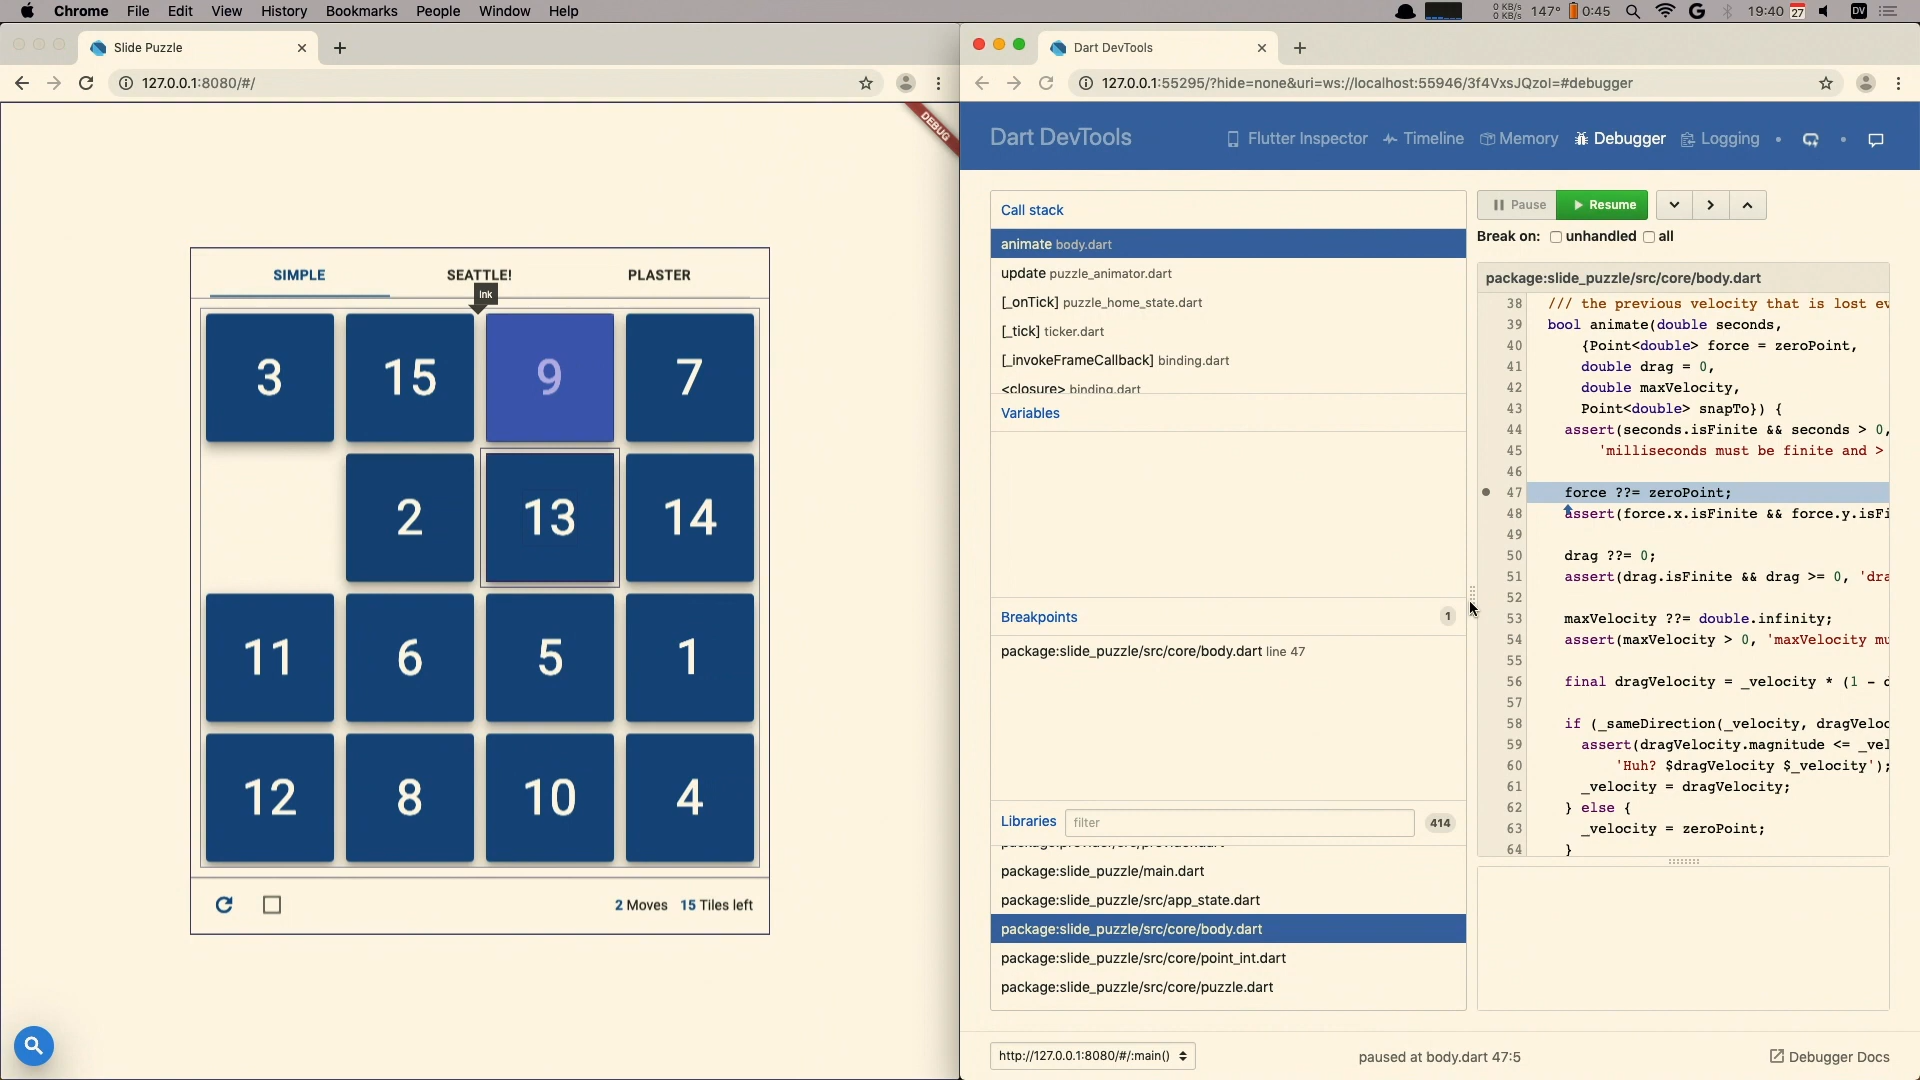 Chrome File Edit View History Bookmarks People Window Help
0 KB/s
0 KB/s
147° 0:45 G 19:40 27 DV
Slide Puzzle
127.0.0.1:8080/#/
DEBUG
SIMPLE SEATTLE! PLASTER
Ink
3 15 9 7
2 13 14
11 6 5 1
12 8 10 4
2 Moves 15 Tiles left
Dart DevTools
127.0.0.1:55295/?hide=none&uri=ws://localhost:55946/3f4VxsJQzoI=#debugger
Dart DevTools Flutter Inspector Timeline Memory Debugger Logging
Call stack
animate body.dart
update puzzle_animator.dart
[_onTick] puzzle_home_state.dart
[_tick] ticker.dart
[_invokeFrameCallback] binding.dart
<closure> binding.dart
Variables
Breakpoints 1
package:slide_puzzle/src/core/body.dart line 47
Libraries filter 414
package:slide_puzzle/main.dart
package:slide_puzzle/src/app_state.dart
package:slide_puzzle/src/core/body.dart
package:slide_puzzle/src/core/point_int.dart
package:slide_puzzle/src/core/puzzle.dart
Pause Resume
Break on: unhandled all
package:slide_puzzle/src/core/body.dart
38 /// the previous velocity that is lost ev
39 bool animate(double seconds,
40 {Point<double> force = zeroPoint,
41 double drag = 0,
42 double maxVelocity,
43 Point<double> snapTo}) {
44 assert(seconds.isFinite && seconds > 0,
45 'milliseconds must be finite and >
46
47 force ??= zeroPoint;
48 assert(force.x.isFinite && force.y.isFi
49
50 drag ??= 0;
51 assert(drag.isFinite && drag >= 0, 'dra
52
53 maxVelocity ??= double.infinity;
54 assert(maxVelocity > 0, 'maxVelocity mu
55
56 final dragVelocity = _velocity * (1 - d
57
58 if (_sameDirection(_velocity, dragVeloc
59 assert(dragVelocity.magnitude <= _vel
60 'Huh? $dragVelocity $_velocity');
61 _velocity = dragVelocity;
62 } else {
63 _velocity = zeroPoint;
64 }
http://127.0.0.1:8080/#/:main()
paused at body.dart 47:5
Debugger Docs